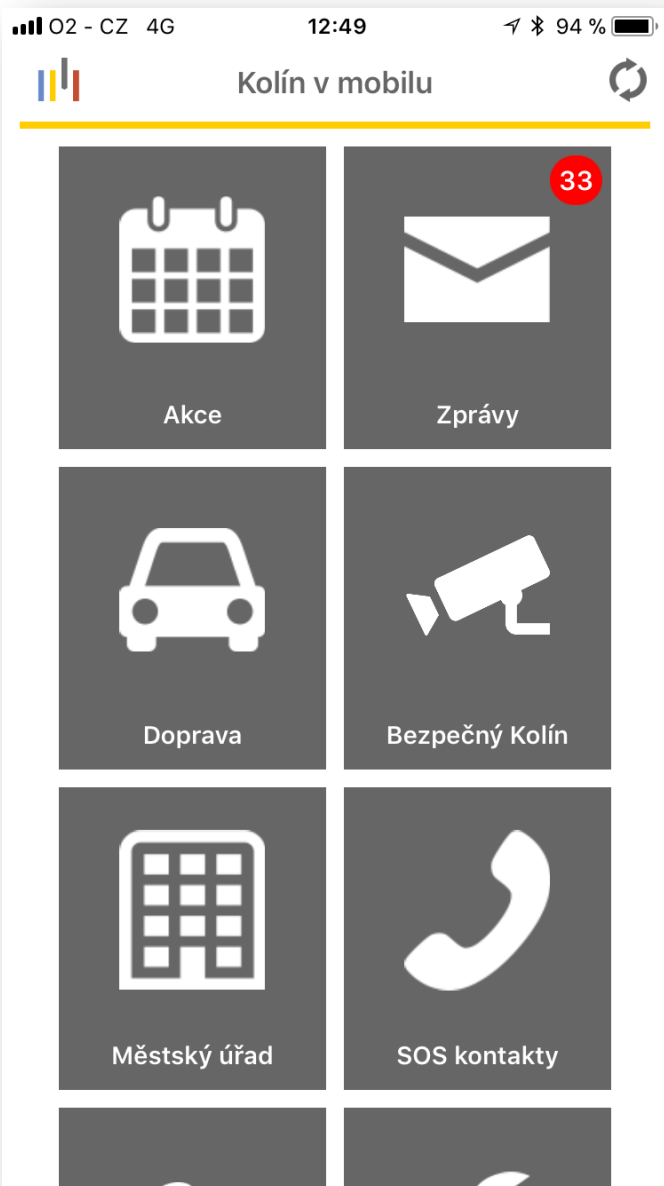 O2 - CZ 4G 12:49 94 %
Kolín v mobilu
33
Akce Zprávy
Doprava Bezpečný Kolín
Městský úřad SOS kontakty